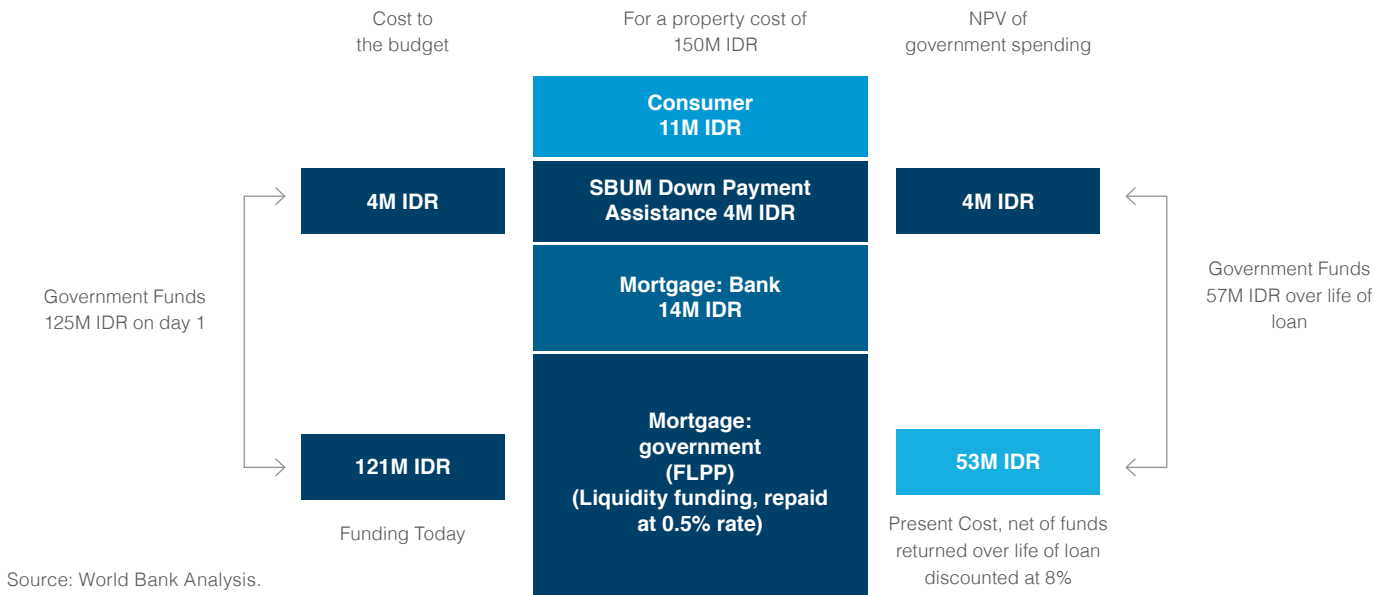 Cost to
the budget
For a property cost of
150M IDR
NPV of
government spending
Consumer
11M IDR
4M IDR
SBUM Down Payment
Assistance 4M IDR
4M IDR
Government Funds
125M IDR on day 1
Mortgage: Bank
14M IDR
Government Funds
57M IDR over life of
loan
121M IDR
Funding Today
Mortgage:
government
(FLPP)
(Liquidity funding, repaid
at 0.5% rate)
53M IDR
Present Cost, net of funds
returned over life of loan
discounted at 8%
Source: World Bank Analysis.